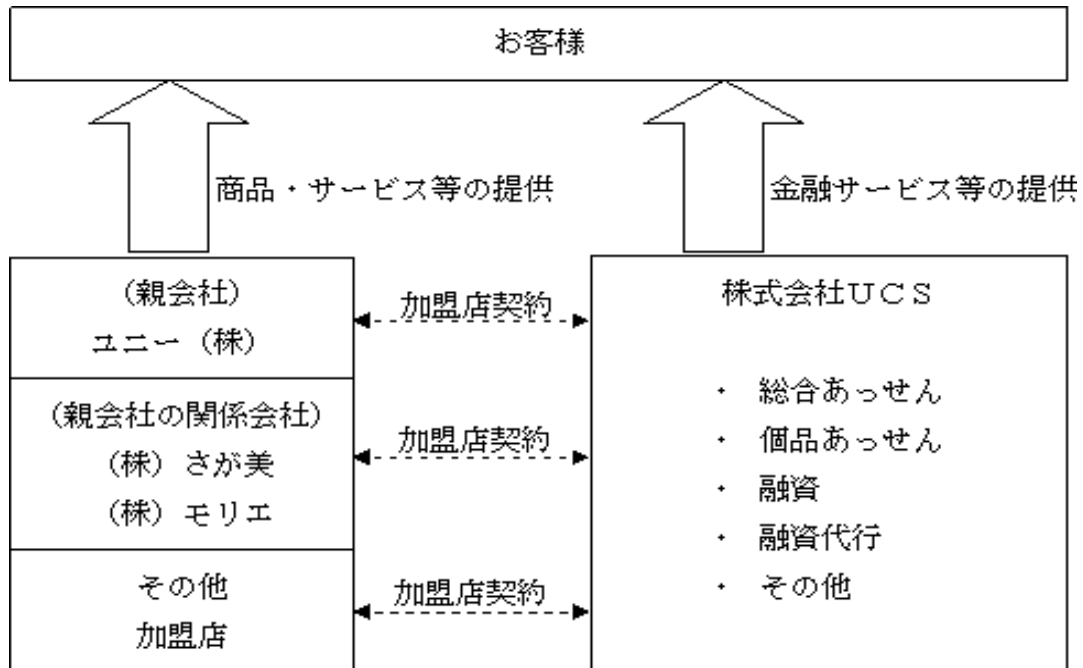 お客様
商品・サービス等の提供
金融サービス等の提供
(親会社)
ユニー(株)
加盟店契約
(親会社の関係会社)
(株)さが美
(株)モリエ
加盟店契約
その他
加盟店
加盟店契約
株式会社UCS
・ 総合あっせん
・ 個品あっせん
・ 融資
・ 融資代行
・ その他